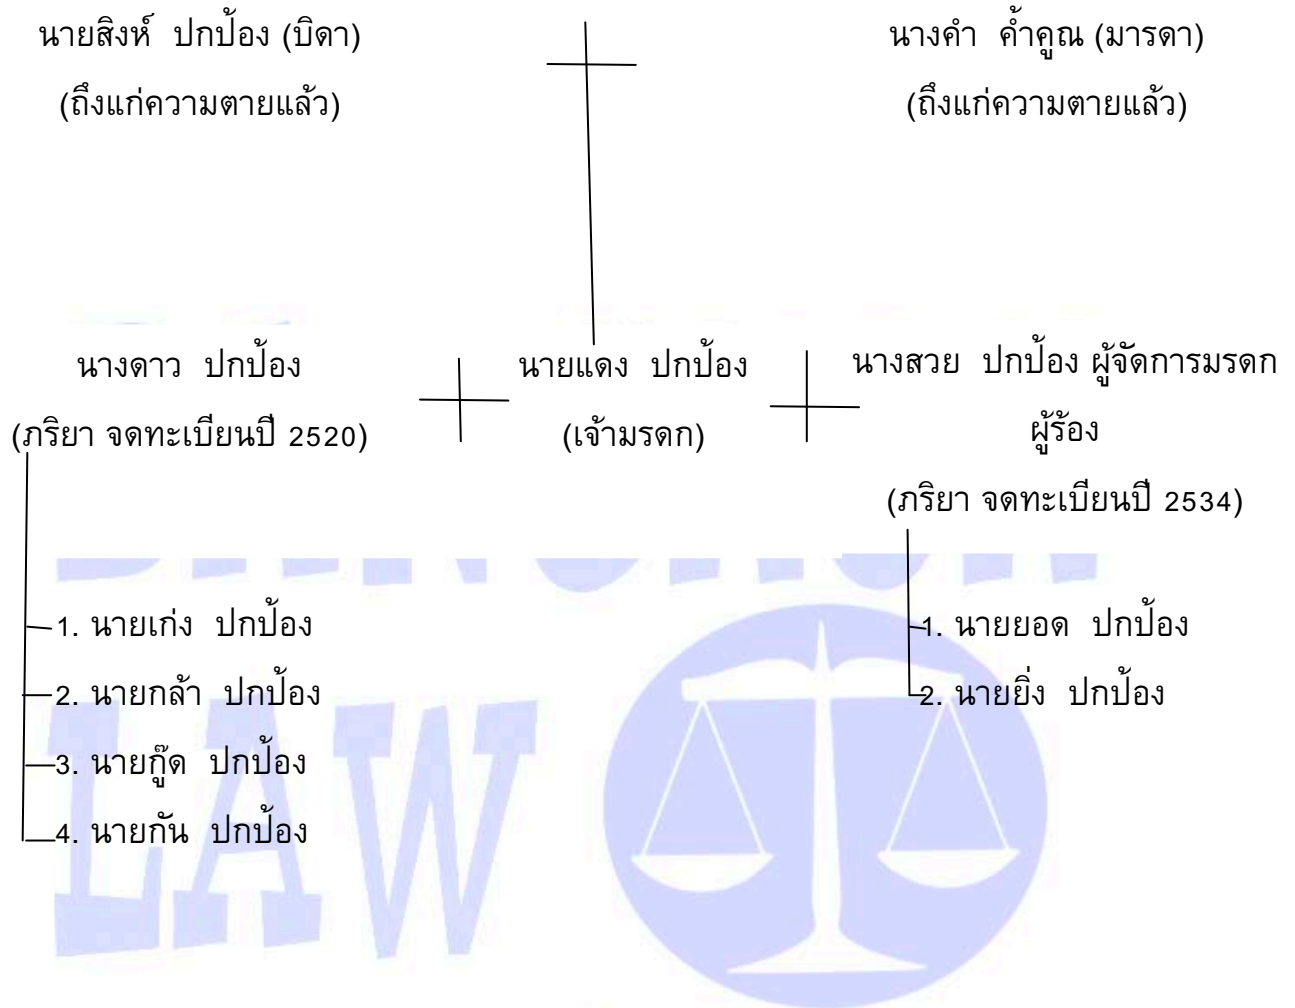 นายสิงห์ ปกป้อง (บิดา)
นางคำ ค้ำคูณ (มารดา)
(ถึงแก่ความตายแล้ว)
(ถึงแก่ความตายแล้ว)
นางดาว ปกป้อง
นายแดง ปกป้อง
นางสวย ปกป้อง ผู้จัดการมรดก
(ภริยา จดทะเบียนปี 2520)
(เจ้ามรดก)
ผู้ร้อง
(ภริยา จดทะเบียนปี 2534)
1. นายเก่ง ปกป้อง
2. นายกล้า ปกป้อง
3. นายกู๊ด ปกป้อง
4. นายกัน ปกป้อง
1. นายยอด ปกป้อง
2. นายยิ่ง ปกป้อง
LAW